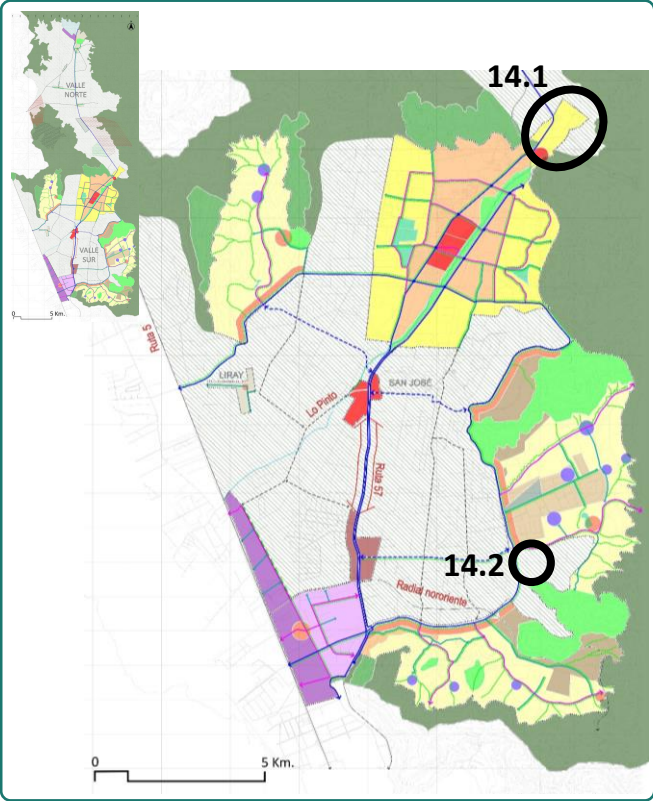 VALLE
NORTE
VALLE
SUR
0 5 Km.
14.1
Ruta 5
LIRAY
SAN JOSÉ
Lo Pinto
Ruta 57
14.2
Radial nororiente
0 5 Km.